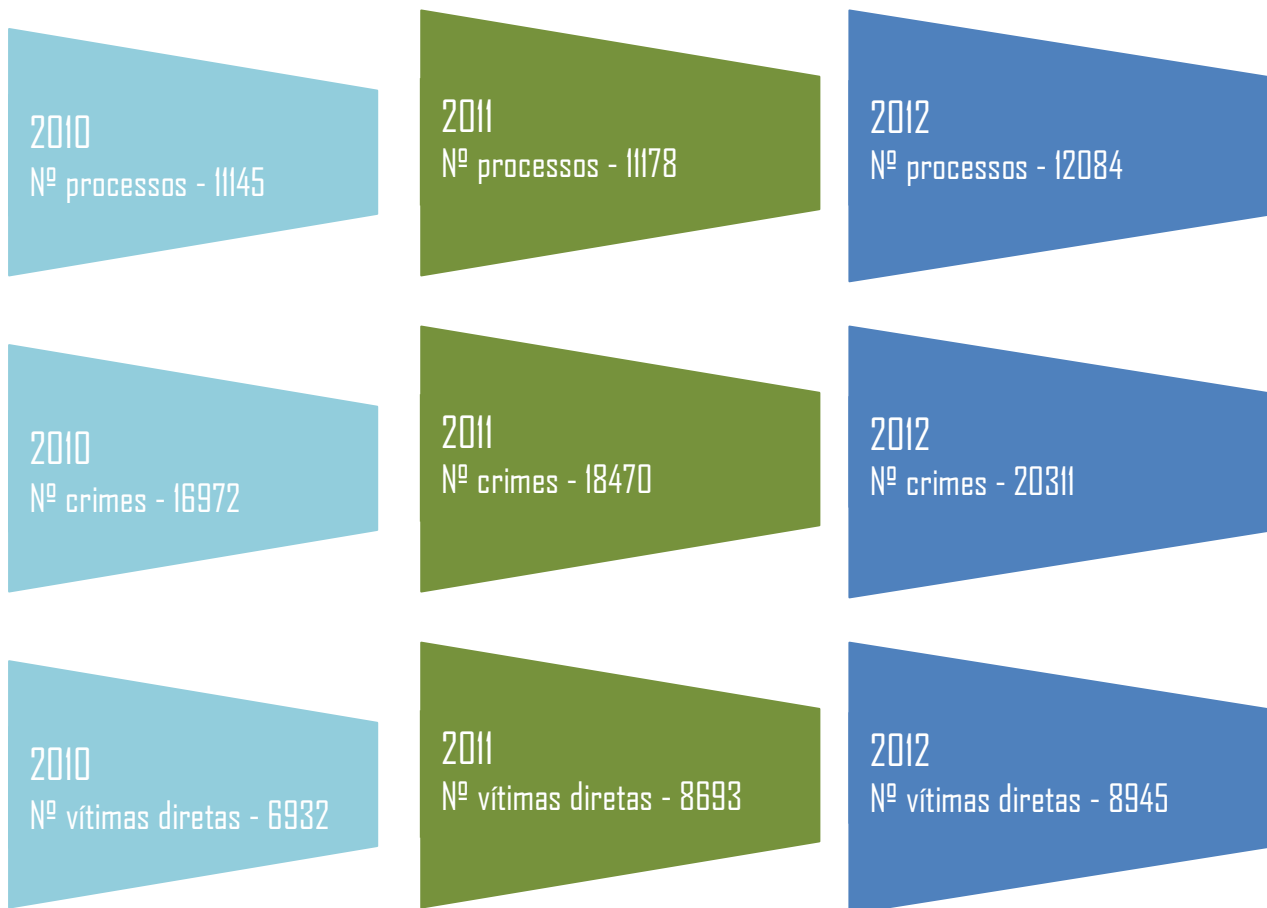 2010
Nº processos - 11145
2011
Nº processos - 11178
2012
Nº processos - 12084
2010
Nº crimes - 16972
2011
Nº crimes - 18470
2012
Nº crimes - 20311
2010
Nº vítimas diretas - 6932
2011
Nº vítimas diretas - 8693
2012
Nº vítimas diretas - 8945